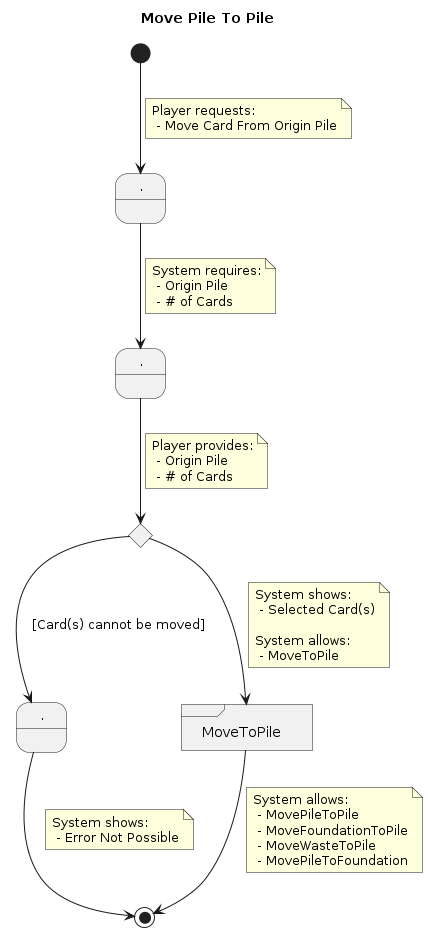 Move Pile To Pile
Player requests:
- Move Card From Origin Pile
.
System requires:
- Origin Pile
- # of Cards
.
Player provides:
- Origin Pile
- # of Cards
System shows:
- Selected Card(s)
System allows:
- MoveToPile
[Card(s) cannot be moved]
.
MoveToPile
System shows:
- Error Not Possible
System allows:
- MovePileToPile
- MoveFoundationToPile
- MoveWasteToPile
- MovePileToFoundation